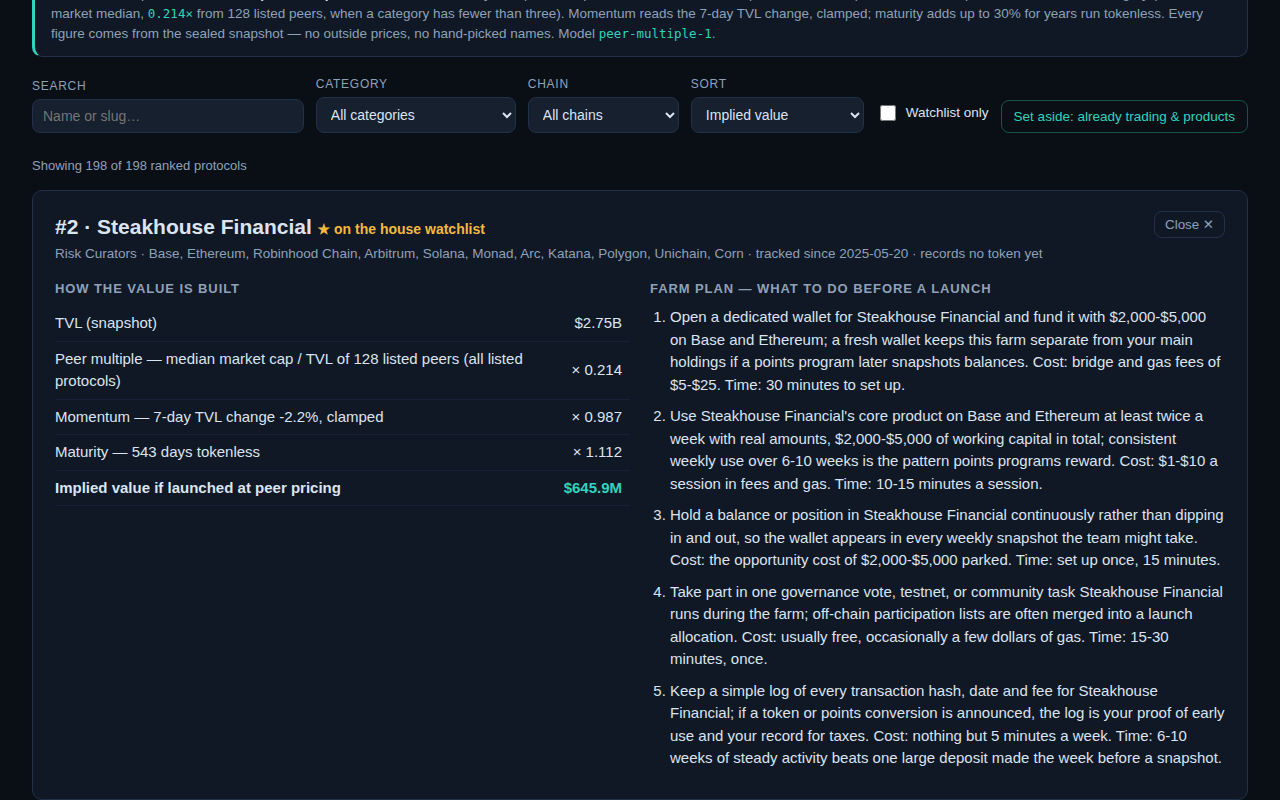 market median, 0.214× from 128 listed peers, when a category has fewer than three). Momentum reads the 7-day TVL change, clamped; maturity adds up to 30% for years run tokenless. Every
figure comes from the sealed snapshot — no outside prices, no hand-picked names. Model peer-multiple-1.
SEARCH
CATEGORY
CHAIN
SORT
Name or slug…
All categories
All chains
Implied value
Watchlist only
Set aside: already trading & products
Showing 198 of 198 ranked protocols
#2 · Steakhouse Financial ★ on the house watchlist
Close ✕
Risk Curators · Base, Ethereum, Robinhood Chain, Arbitrum, Solana, Monad, Arc, Katana, Polygon, Unichain, Corn · tracked since 2025-05-20 · records no token yet
HOW THE VALUE IS BUILT
TVL (snapshot) $2.75B
Peer multiple — median market cap / TVL of 128 listed peers (all listed
protocols) × 0.214
Momentum — 7-day TVL change -2.2%, clamped × 0.987
Maturity — 543 days tokenless × 1.112
Implied value if launched at peer pricing $645.9M
FARM PLAN — WHAT TO DO BEFORE A LAUNCH
1. Open a dedicated wallet for Steakhouse Financial and fund it with $2,000-$5,000
on Base and Ethereum; a fresh wallet keeps this farm separate from your main
holdings if a points program later snapshots balances. Cost: bridge and gas fees of
$5-$25. Time: 30 minutes to set up.
2. Use Steakhouse Financial's core product on Base and Ethereum at least twice a
week with real amounts, $2,000-$5,000 of working capital in total; consistent
weekly use over 6-10 weeks is the pattern points programs reward. Cost: $1-$10 a
session in fees and gas. Time: 10-15 minutes a session.
3. Hold a balance or position in Steakhouse Financial continuously rather than dipping
in and out, so the wallet appears in every weekly snapshot the team might take.
Cost: the opportunity cost of $2,000-$5,000 parked. Time: set up once, 15 minutes.
4. Take part in one governance vote, testnet, or community task Steakhouse Financial
runs during the farm; off-chain participation lists are often merged into a launch
allocation. Cost: usually free, occasionally a few dollars of gas. Time: 15-30
minutes, once.
5. Keep a simple log of every transaction hash, date and fee for Steakhouse
Financial; if a token or points conversion is announced, the log is your proof of early
use and your record for taxes. Cost: nothing but 5 minutes a week. Time: 6-10
weeks of steady activity beats one large deposit made the week before a snapshot.